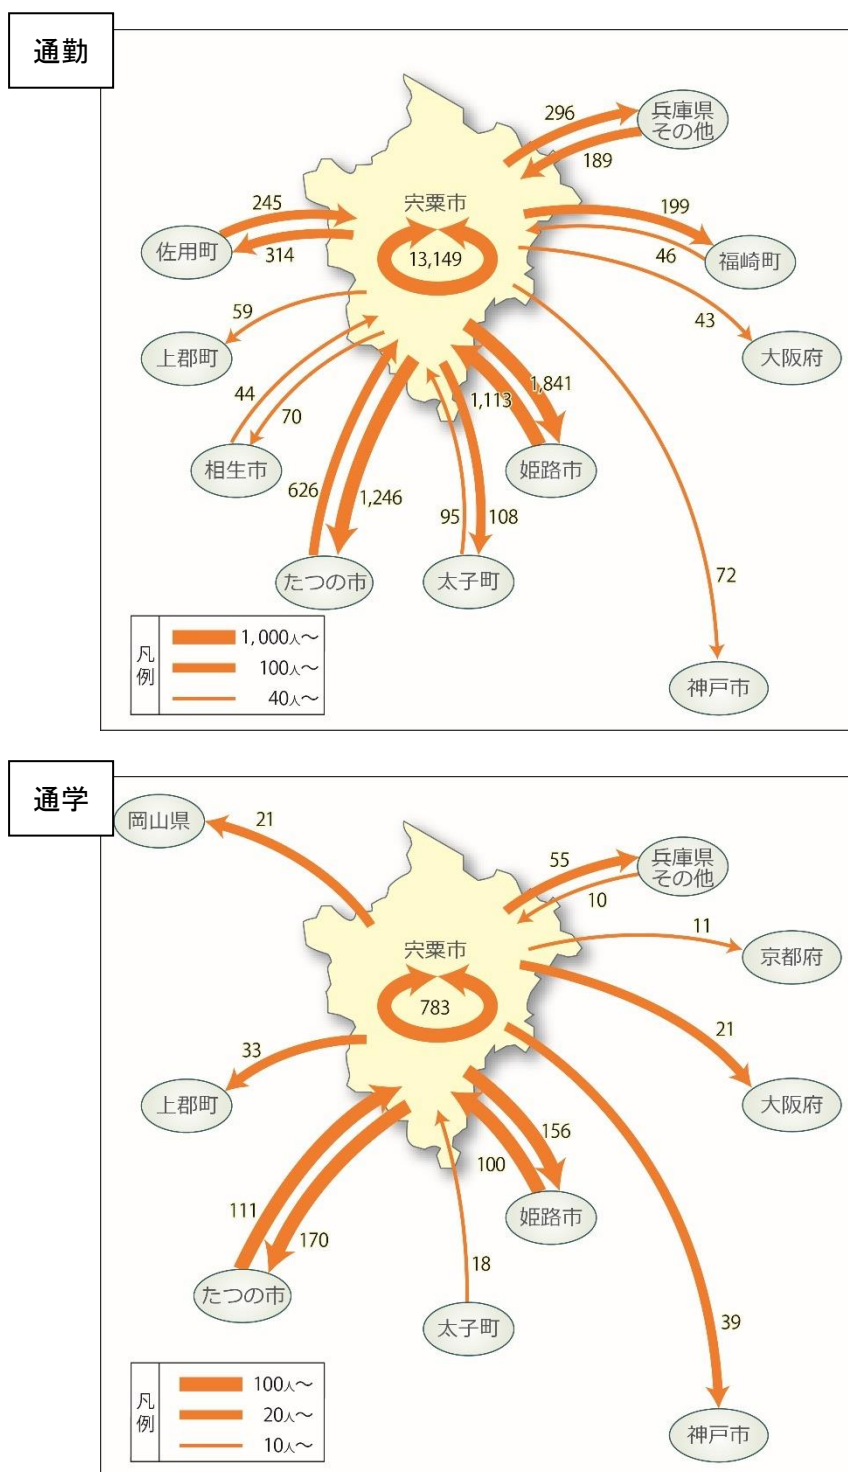 通勤
兵庫県
その他
296
189
宍粟市
13,149
245
佐用町
314
199
46
福崎町
43
大阪府
59
上郡町
44
70
相生市
1,841
1,113
姫路市
626
1,246
たつの市
95
108
太子町
72
神戸市
凡例
1,000人～
100人～
40人～
通学
岡山県
21
兵庫県
その他
55
10
宍粟市
783
11
京都府
21
大阪府
33
上郡町
156
100
姫路市
111
170
たつの市
18
太子町
39
神戸市
凡例
100人～
20人～
10人～